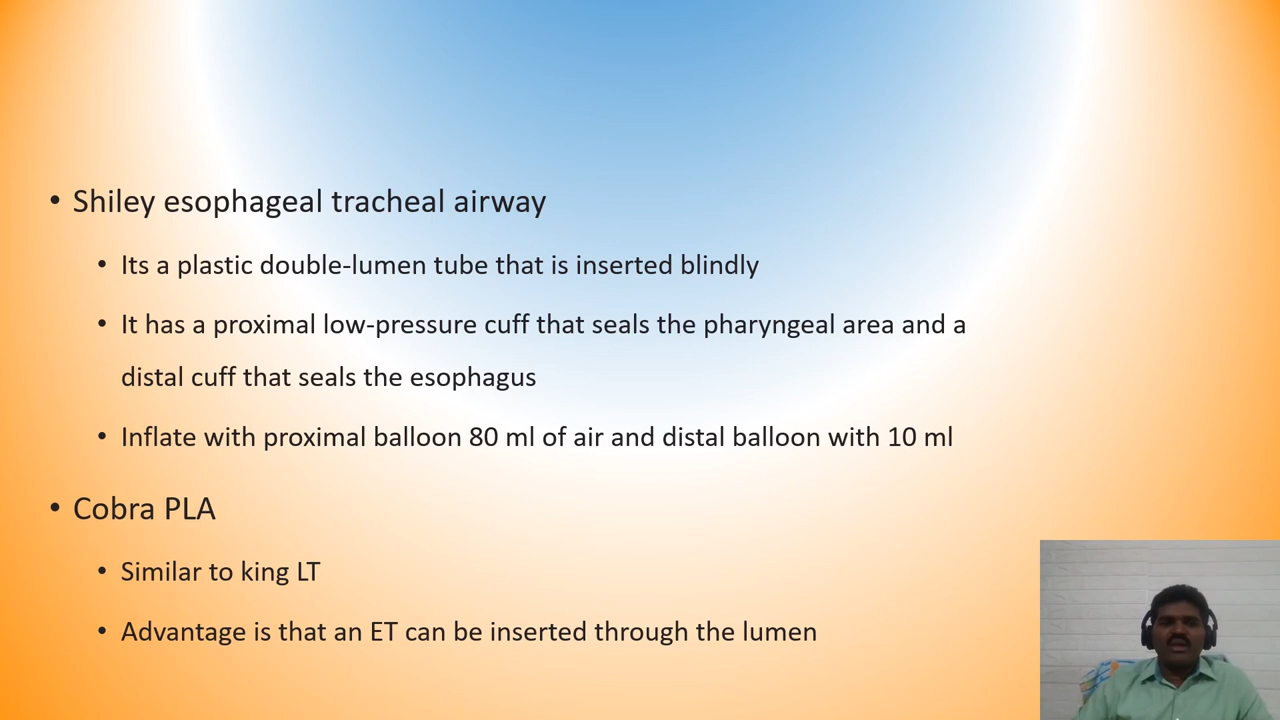 • Shiley esophageal tracheal airway
• Its a plastic double-lumen tube that is inserted blindly
• It has a proximal low-pressure cuff that seals the pharyngeal area and a
distal cuff that seals the esophagus
• Inflate with proximal balloon 80 ml of air and distal balloon with 10 ml
• Cobra PLA
• Similar to king LT
• Advantage is that an ET can be inserted through the lumen